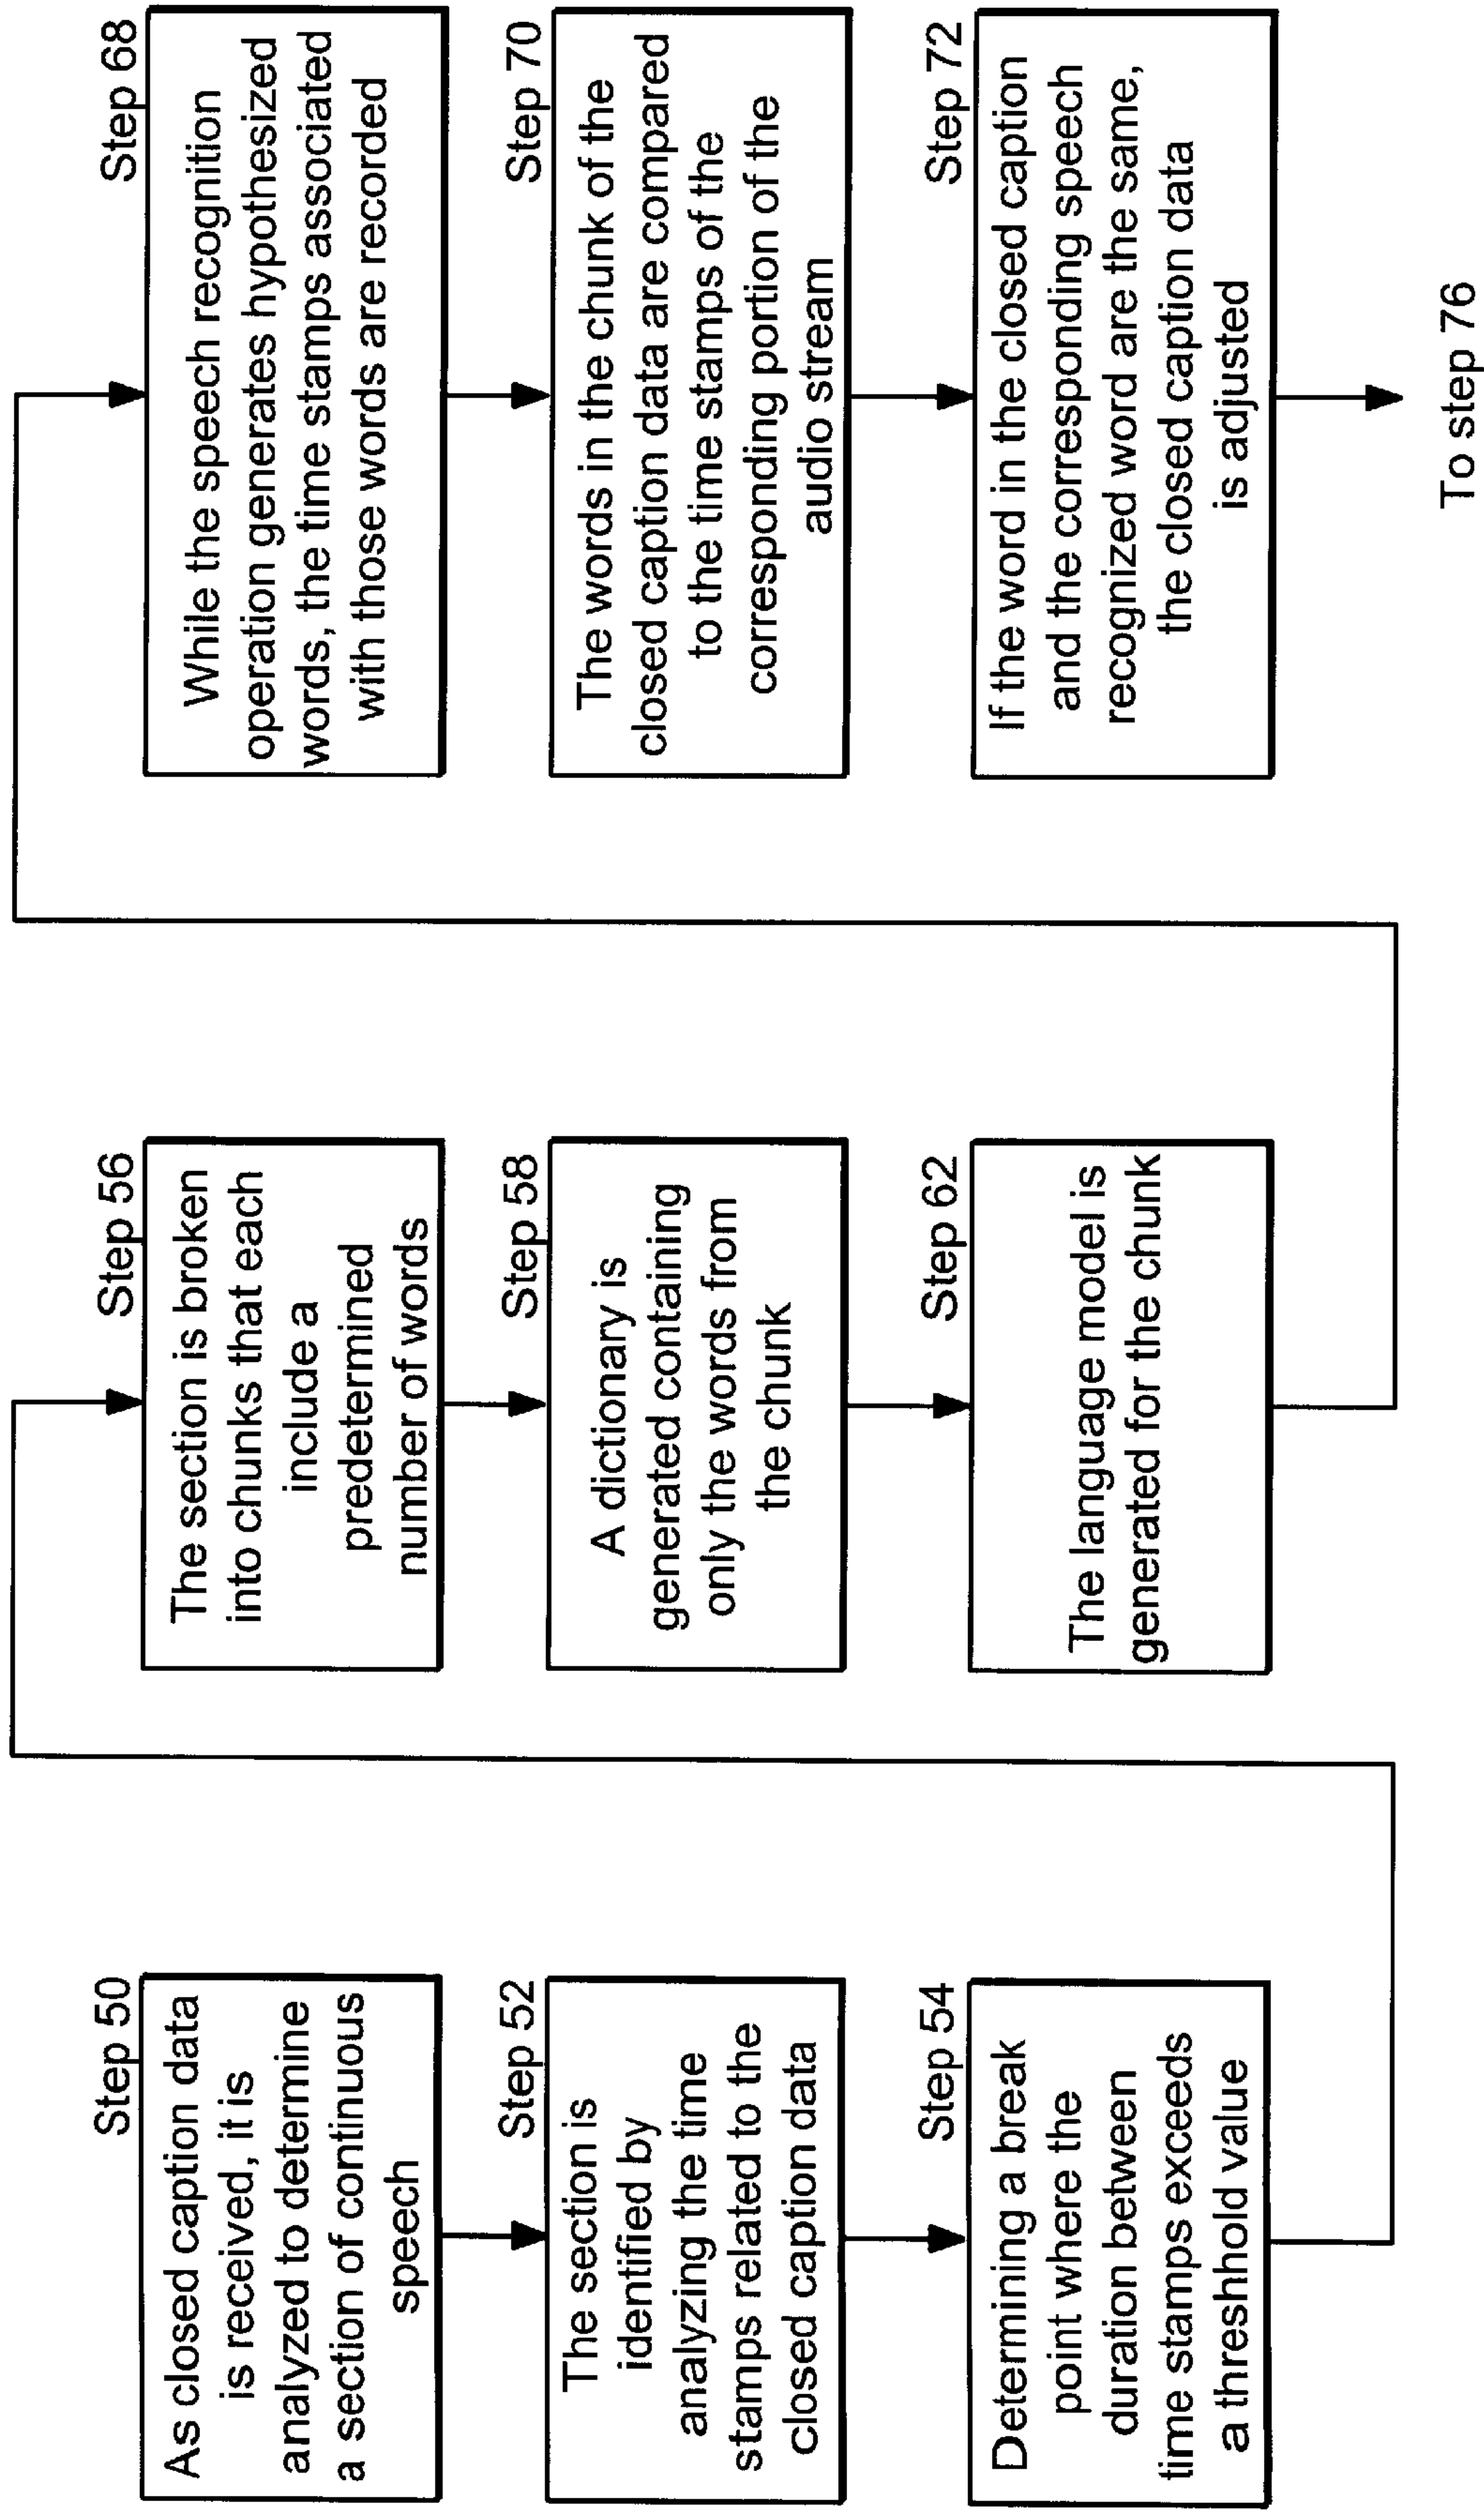 Step 50
As closed caption data
is received, it is
analyzed to determine
a section of continuous
speech
Step 52
The section is
identified by
analyzing the time
stamps related to the
closed caption data
Step 54
Determining a break
point where the
duration between
time stamps exceeds
a threshhold value
Step 56
The section is broken
into chunks that each
include a
predetermined
number of words
Step 58
A dictionary is
generated containing
only the words from
the chunk
Step 62
The language model is
generated for the chunk
Step 68
While the speech recognition
operation generates hypothesized
words, the time stamps associated
with those words are recorded
Step 70
The words in the chunk of the
closed caption data are compared
to the time stamps of the
corresponding portion of the
audio stream
Step 72
If the word in the closed caption
and the corresponding speech
recognized word are the same,
the closed caption data
is adjusted
To step 76